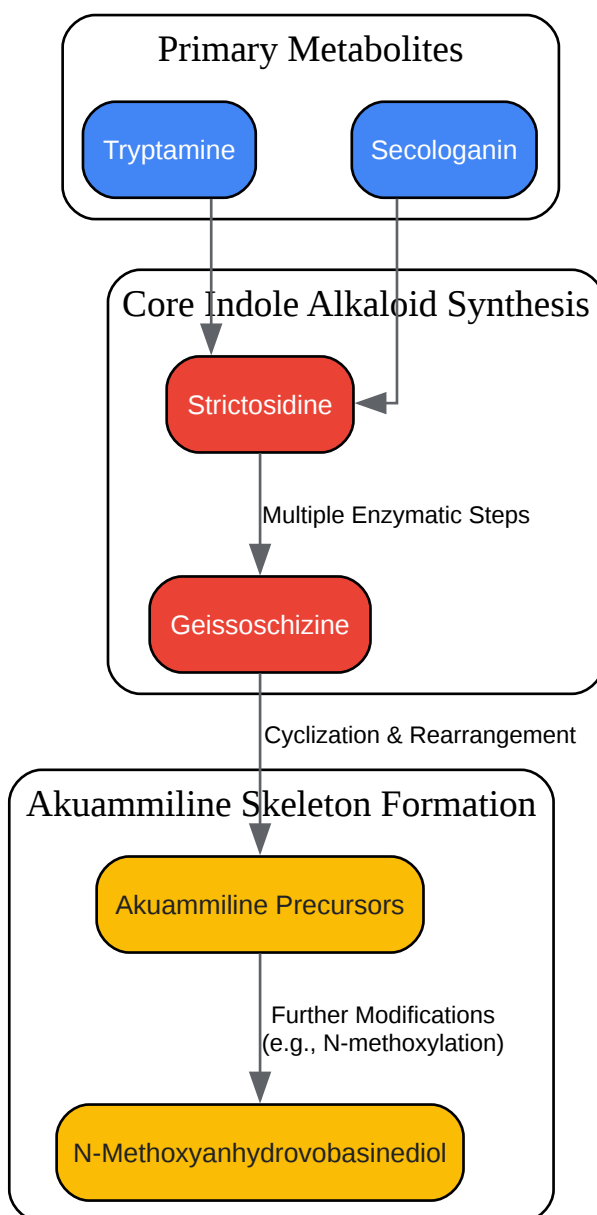 Primary Metabolites
Tryptamine
Secologanin
Core Indole Alkaloid Synthesis
Strictosidine
Multiple Enzymatic Steps
Geissoschizine
Cyclization & Rearrangement
Akuammiline Skeleton Formation
Akuammiline Precursors
Further Modifications
(e.g., N-methoxylation)
N-Methoxyanhydrovobasinediol